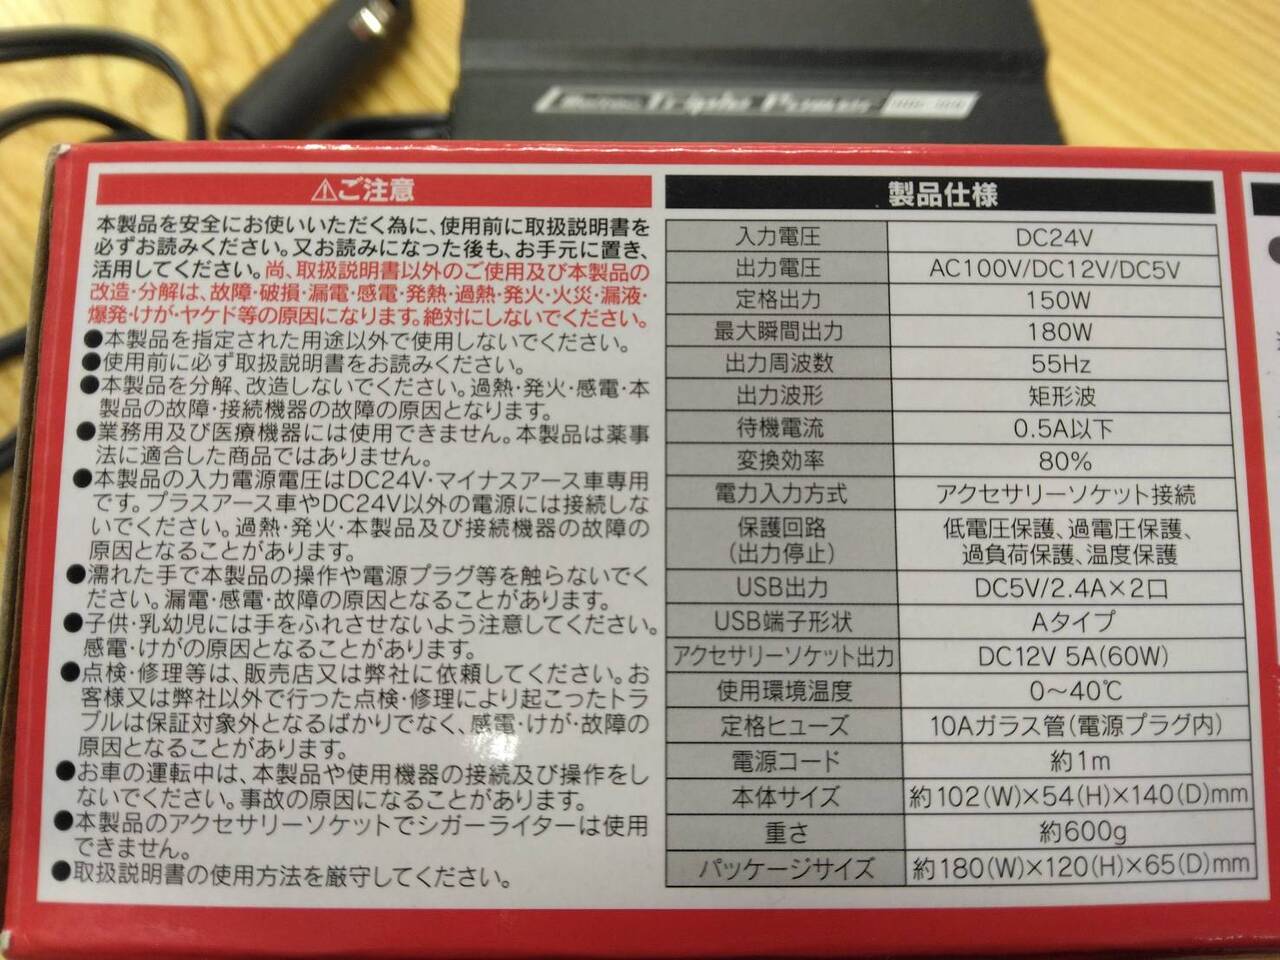 Triple Power
⚠ご注意
本製品を安全にお使いいただく為に、使用前に取扱説明書を
必ずお読みください。又お読みになった後も、お手元に置き、
活用してください。尚、取扱説明書以外のご使用及び本製品の
改造・分解は、故障・破損・漏電・感電・発熱・過熱・発火・火災・漏液・
爆発・けが・ヤケド等の原因になります。絶対にしないでください。
●本製品を指定された用途以外で使用しないでください。
●使用前に必ず取扱説明書をお読みください。
●本製品を分解、改造しないでください。過熱・発火・感電・本
製品の故障・接続機器の故障の原因となります。
●業務用及び医療機器には使用できません。本製品は薬事
法に適合した商品ではありません。
●本製品の入力電源電圧はDC24V・マイナスアース車専用
です。プラスアース車やDC24V以外の電源には接続しな
いでください。過熱・発火・本製品及び接続機器の故障の
原因となることがあります。
●濡れた手で本製品の操作や電源プラグ等を触らないでく
ださい。漏電・感電・故障の原因となることがあります。
●子供・乳幼児には手をふれさせないよう注意してください。
感電・けがの原因となることがあります。
●点検・修理等は、販売店又は弊社に依頼してください。お
客様又は弊社以外で行った点検・修理により起こったトラ
ブルは保証対象外となるばかりでなく、感電・けが・故障の
原因となることがあります。
●お車の運転中は、本製品や使用機器の接続及び操作をし
ないでください。事故の原因になることがあります。
●本製品のアクセサリーソケットでシガーライターは使用
できません。
●取扱説明書の使用方法を厳守してください。
製品仕様
入力電圧 DC24V
出力電圧 AC100V/DC12V/DC5V
定格出力 150W
最大瞬間出力 180W
出力周波数 55Hz
出力波形 矩形波
待機電流 0.5A以下
変換効率 80%
電力入力方式 アクセサリーソケット接続
保護回路 低電圧保護、過電圧保護、
(出力停止) 過負荷保護、温度保護
USB出力 DC5V/2.4A×2口
USB端子形状 Aタイプ
アクセサリーソケット出力 DC12V 5A(60W)
使用環境温度 0～40℃
定格ヒューズ 10Aガラス管(電源プラグ内)
電源コード 約1m
本体サイズ 約102(W)×54(H)×140(D)mm
重さ 約600g
パッケージサイズ 約180(W)×120(H)×65(D)mm